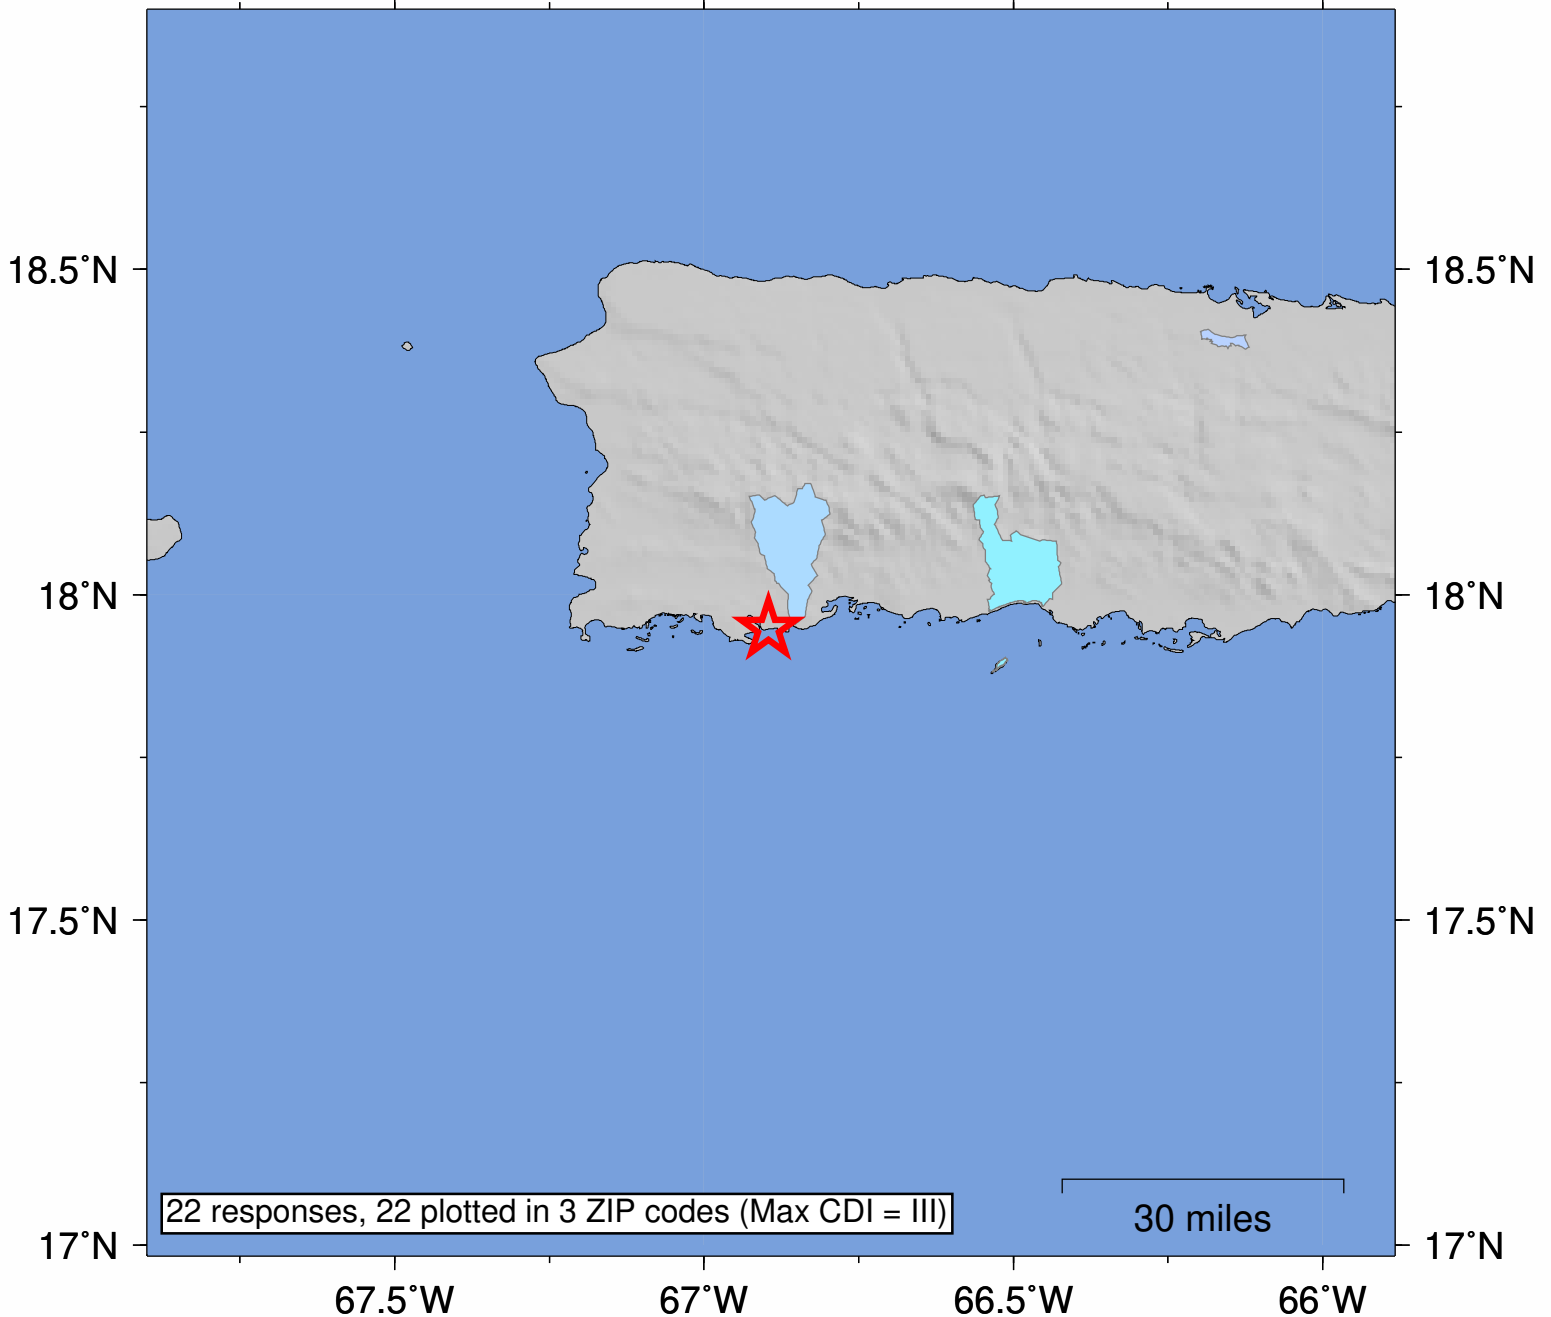 18.5˚N
18.5˚N
18˚N
18˚N
17.5˚N
17.5˚N
22 responses, 22 plotted in 3 ZIP codes (Max CDI = III)
30 miles
17˚N
17˚N
67.5˚W
67˚W
66.5˚W
66˚W